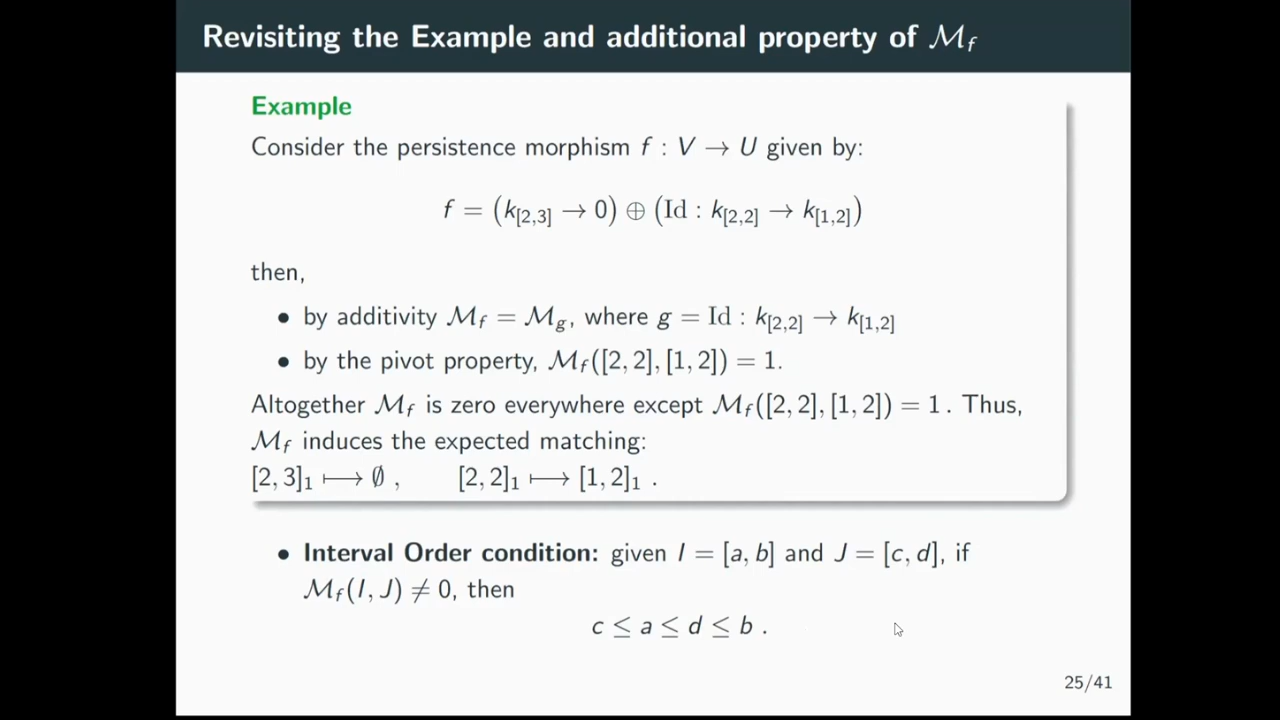 Revisiting the Example and additional property of ℳ_f
Example
Consider the persistence morphism f : V → U given by:
f = (k_[2,3] → 0) ⊕ (Id : k_[2,2] → k_[1,2])
then,
• by additivity ℳ_f = ℳ_g, where g = Id : k_[2,2] → k_[1,2]
• by the pivot property, ℳ_f([2, 2], [1, 2]) = 1.
Altogether ℳ_f is zero everywhere except ℳ_f([2, 2], [1, 2]) = 1 . Thus,
ℳ_f induces the expected matching:
[2, 3]₁ ⟼ ∅ , [2, 2]₁ ⟼ [1, 2]₁ .
• Interval Order condition: given I = [a, b] and J = [c, d], if
ℳ_f(I, J) ≠ 0, then
c ≤ a ≤ d ≤ b .
25/41